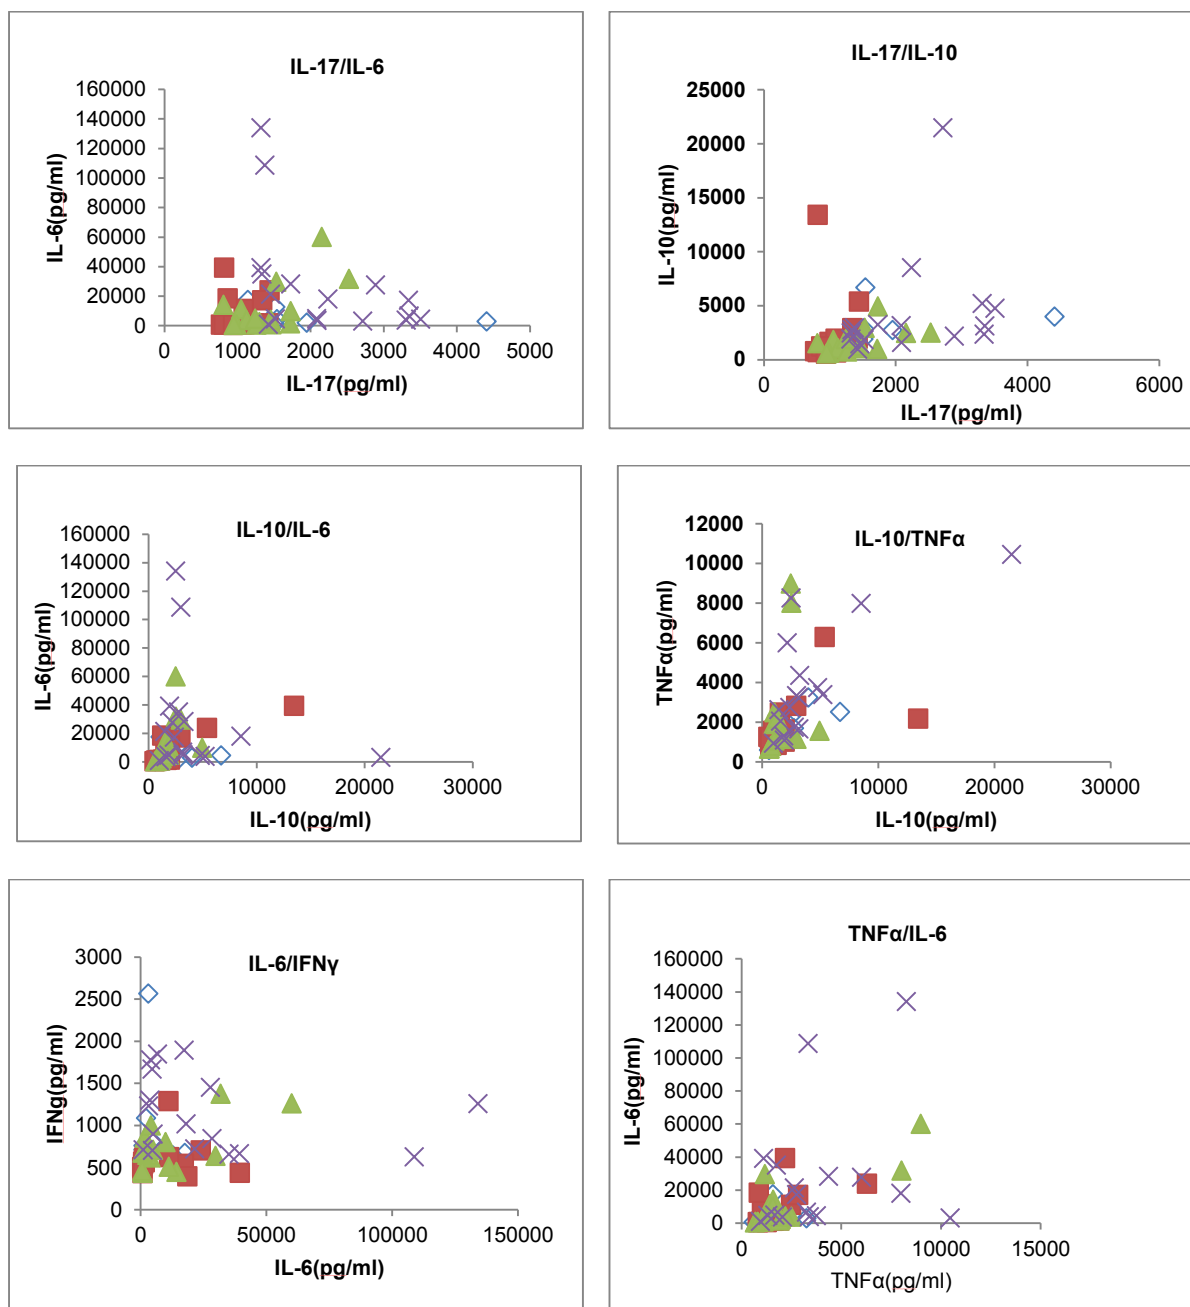 IL-17/IL-6
160000
140000
120000
100000
80000
60000
40000
20000
0
0 1000 2000 3000 4000 5000
IL-6(pg/ml)
IL-17(pg/ml)
IL-17/IL-10
25000
20000
15000
10000
5000
0
0 2000 4000 6000
IL-10(pg/ml)
IL-17(pg/ml)
IL-10/IL-6
160000
140000
120000
100000
80000
60000
40000
20000
0
0 10000 20000 30000
IL-6(pg/ml)
IL-10(pg/ml)
IL-10/TNFα
12000
10000
8000
6000
4000
2000
0
0 10000 20000 30000
TNFα(pg/ml)
IL-10(pg/ml)
IL-6/IFNγ
3000
2500
2000
1500
1000
500
0
0 50000 100000 150000
IFNg(pg/ml)
IL-6(pg/ml)
TNFα/IL-6
160000
140000
120000
100000
80000
60000
40000
20000
0
0 5000 10000 15000
IL-6(pg/ml)
TNFα(pg/ml)